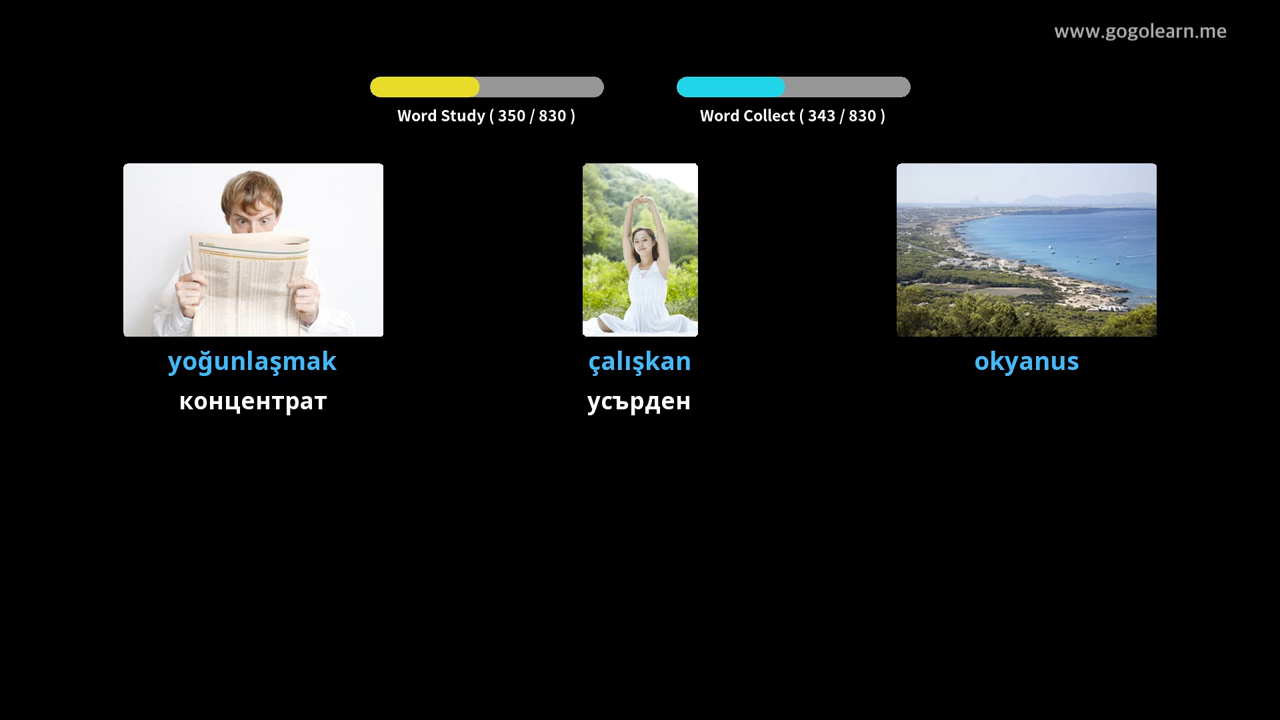 www.gogolearn.me
Word Study ( 350 / 830 )
Word Collect ( 343 / 830 )
yoğunlaşmak
çalışkan
okyanus
концентрат
усърден